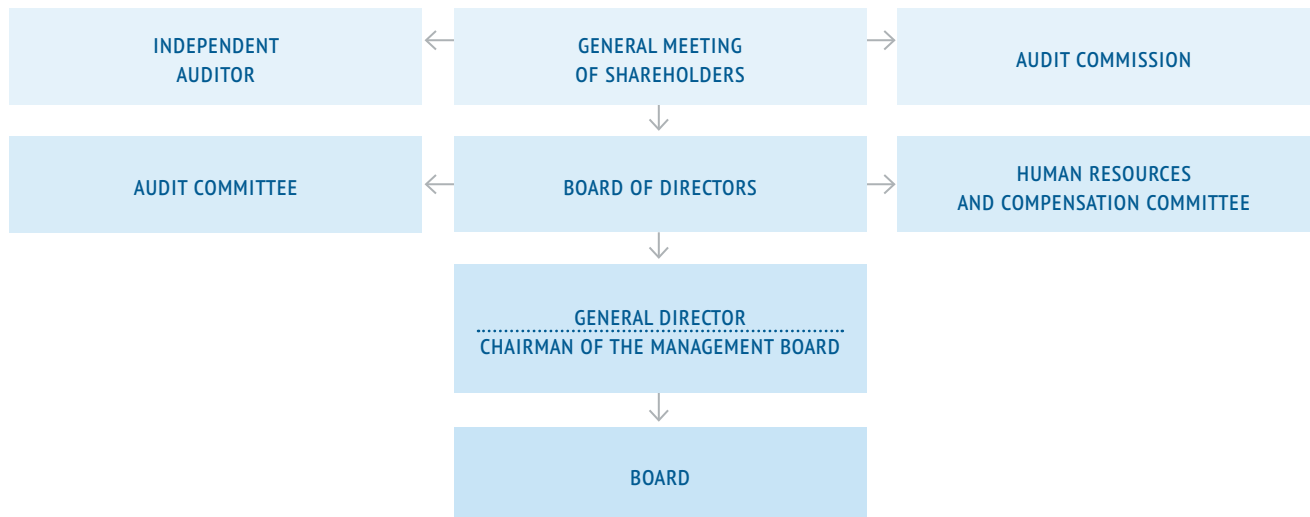 INDEPENDENT
AUDITOR
GENERAL MEETING
OF SHAREHOLDERS
AUDIT COMMISSION
AUDIT COMMITTEE
BOARD OF DIRECTORS
HUMAN RESOURCES
AND COMPENSATION COMMITTEE
GENERAL DIRECTOR
CHAIRMAN OF THE MANAGEMENT BOARD
BOARD